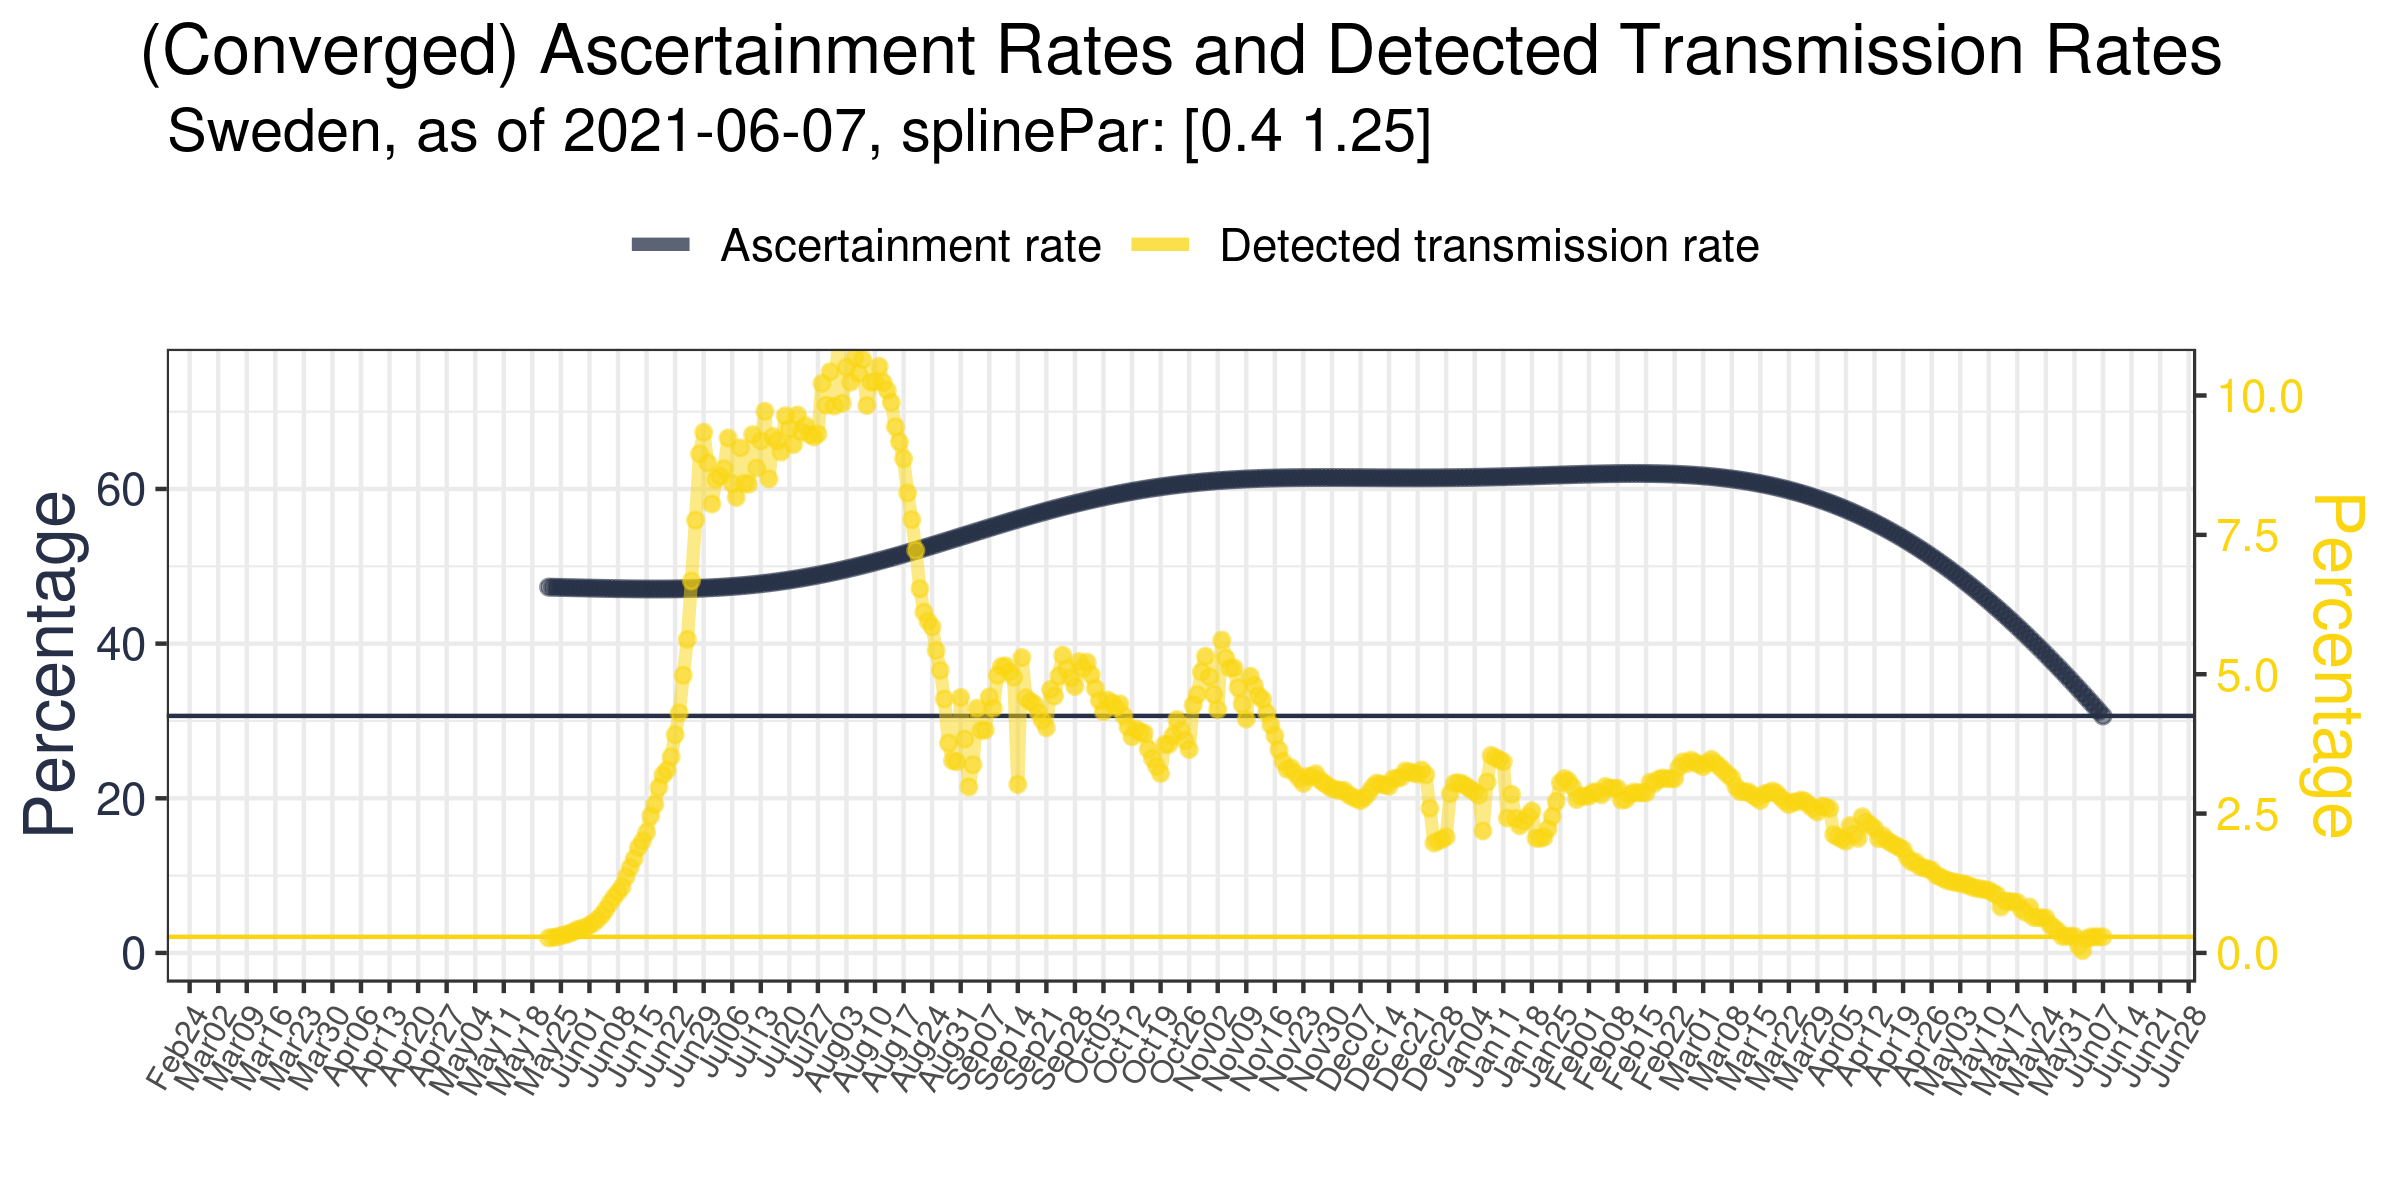 (Converged) Ascertainment Rates and Detected Transmission Rates
Sweden, as of 2021-06-07, splinePar: [0.4 1.25]
Ascertainment rate
Detected transmission rate
Percentage
60
40
20
0
10.0
7.5
5.0
2.5
0.0
Percentage
Feb24
Mar02
Mar09
Mar16
Mar23
Mar30
Apr06
Apr13
Apr20
Apr27
May04
May11
May18
May25
Jun01
Jun08
Jun15
Jun22
Jun29
Jul06
Jul13
Jul20
Jul27
Aug03
Aug10
Aug17
Aug24
Aug31
Sep07
Sep14
Sep21
Sep28
Oct05
Oct12
Oct19
Oct26
Nov02
Nov09
Nov16
Nov23
Nov30
Dec07
Dec14
Dec21
Dec28
Jan04
Jan11
Jan18
Jan25
Feb01
Feb08
Feb15
Feb22
Mar01
Mar08
Mar15
Mar22
Mar29
Apr05
Apr12
Apr19
Apr26
May03
May10
May17
May24
May31
Jun07
Jun14
Jun21
Jun28